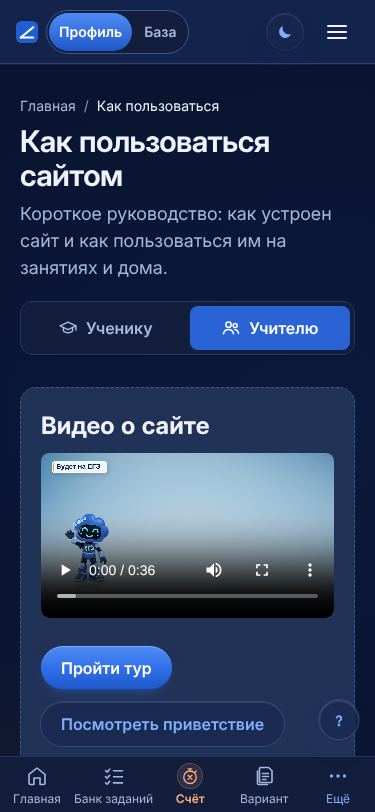 Профиль База
Главная / Как пользоваться
Как пользоваться
сайтом
Короткое руководство: как устроен
сайт и как пользоваться им на
занятиях и дома.
Ученику Учителю
Видео о сайте
Будет на ЕГЭ
0:00 / 0:36
Пройти тур
Посмотреть приветствие
?
Главная Банк заданий Счёт Вариант Ещё